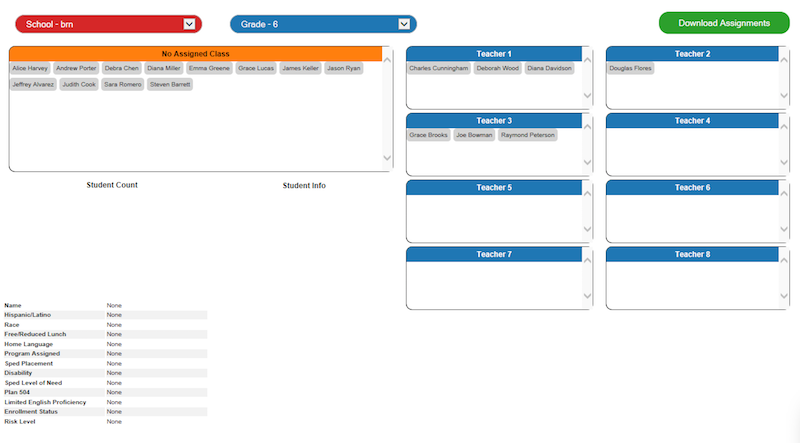 School - brn
Grade - 6
Download Assignments
No Assigned Class
Alice Harvey Andrew Porter Debra Chen Diana Miller Emma Greene Grace Lucas James Keller Jason Ryan
Jeffrey Alvarez Judith Cook Sara Romero Steven Barrett
Teacher 1
Charles Cunningham Deborah Wood Diana Davidson
Teacher 2
Douglas Flores
Teacher 3
Grace Brooks Joe Bowman Raymond Peterson
Teacher 4
Teacher 5
Teacher 6
Teacher 7
Teacher 8
Student Count
Student Info
Name None
Hispanic/Latino None
Race None
Free/Reduced Lunch None
Home Language None
Program Assigned None
Sped Placement None
Disability None
Sped Level of Need None
Plan 504 None
Limited English Proficiency None
Enrollment Status None
Risk Level None